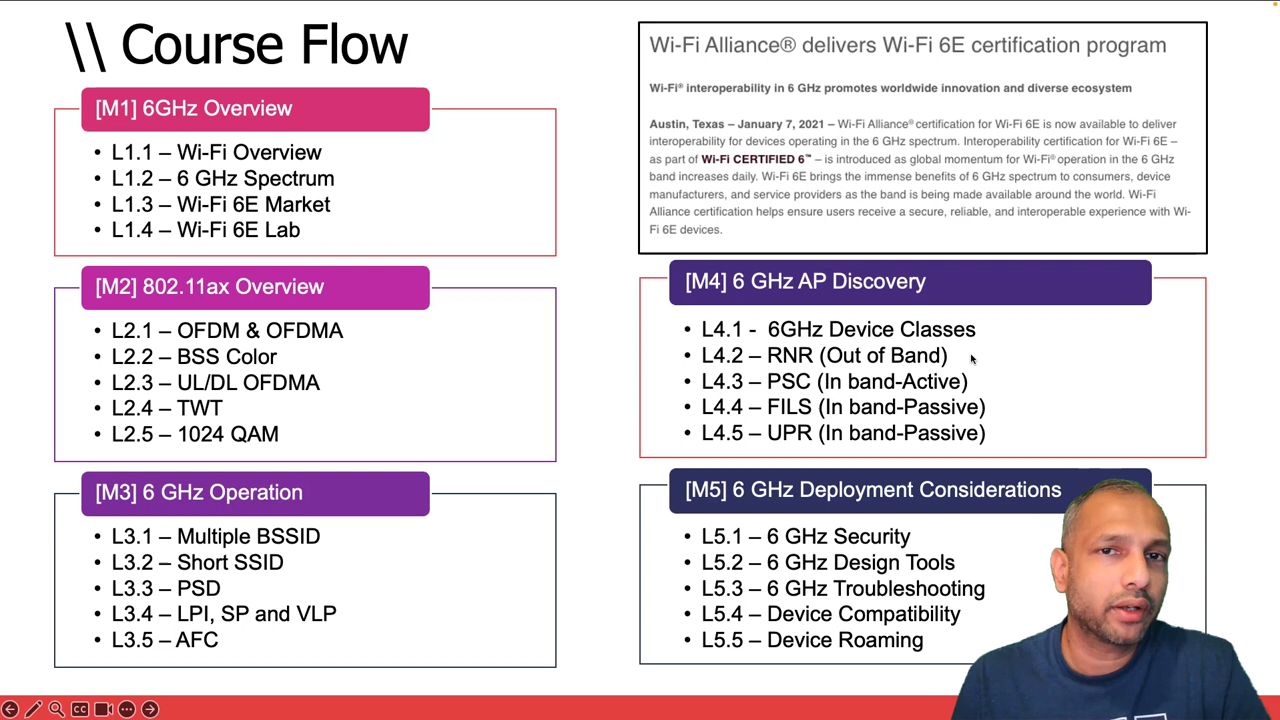 \\ Course Flow
[M1] 6GHz Overview
• L1.1 – Wi-Fi Overview
• L1.2 – 6 GHz Spectrum
• L1.3 – Wi-Fi 6E Market
• L1.4 – Wi-Fi 6E Lab
[M2] 802.11ax Overview
• L2.1 – OFDM & OFDMA
• L2.2 – BSS Color
• L2.3 – UL/DL OFDMA
• L2.4 – TWT
• L2.5 – 1024 QAM
[M3] 6 GHz Operation
• L3.1 – Multiple BSSID
• L3.2 – Short SSID
• L3.3 – PSD
• L3.4 – LPI, SP and VLP
• L3.5 – AFC
Wi-Fi Alliance® delivers Wi-Fi 6E certification program
Wi-Fi® interoperability in 6 GHz promotes worldwide innovation and diverse ecosystem
Austin, Texas – January 7, 2021 – Wi-Fi Alliance® certification for Wi-Fi 6E is now available to deliver
interoperability for devices operating in the 6 GHz spectrum. Interoperability certification for Wi-Fi 6E –
as part of Wi-Fi CERTIFIED 6™ – is introduced as global momentum for Wi-Fi® operation in the 6 GHz
band increases daily. Wi-Fi 6E brings the immense benefits of 6 GHz spectrum to consumers, device
manufacturers, and service providers as the band is being made available around the world. Wi-Fi
Alliance certification helps ensure users receive a secure, reliable, and interoperable experience with Wi-
Fi 6E devices.
[M4] 6 GHz AP Discovery
• L4.1 - 6GHz Device Classes
• L4.2 – RNR (Out of Band)
• L4.3 – PSC (In band-Active)
• L4.4 – FILS (In band-Passive)
• L4.5 – UPR (In band-Passive)
[M5] 6 GHz Deployment Considerations
• L5.1 – 6 GHz Security
• L5.2 – 6 GHz Design Tools
• L5.3 – 6 GHz Troubleshooting
• L5.4 – Device Compatibility
• L5.5 – Device Roaming
CC